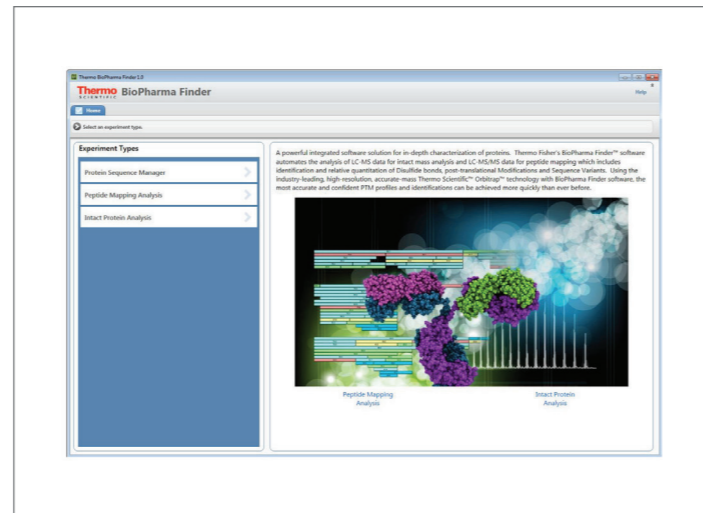 Thermo BioPharma Finder 1.0
Thermo
SCIENTIFIC
BioPharma Finder
Help
Home
Select an experiment type.
Experiment Types
Protein Sequence Manager
Peptide Mapping Analysis
Intact Protein Analysis
A powerful integrated software solution for in-depth characterization of proteins. Thermo Fisher's BioPharma Finder™ software
automates the analysis of LC-MS data for intact mass analysis and LC-MS/MS data for peptide mapping which includes
identification and relative quantitation of Disulfide bonds, post-translational Modifications and Sequence Variants. Using the
industry-leading, high-resolution, accurate-mass Thermo Scientific™ Orbitrap™ technology with BioPharma Finder software, the
most accurate and confident PTM profiles and identifications can be achieved more quickly than ever before.
Peptide Mapping
Analysis
Intact Protein
Analysis